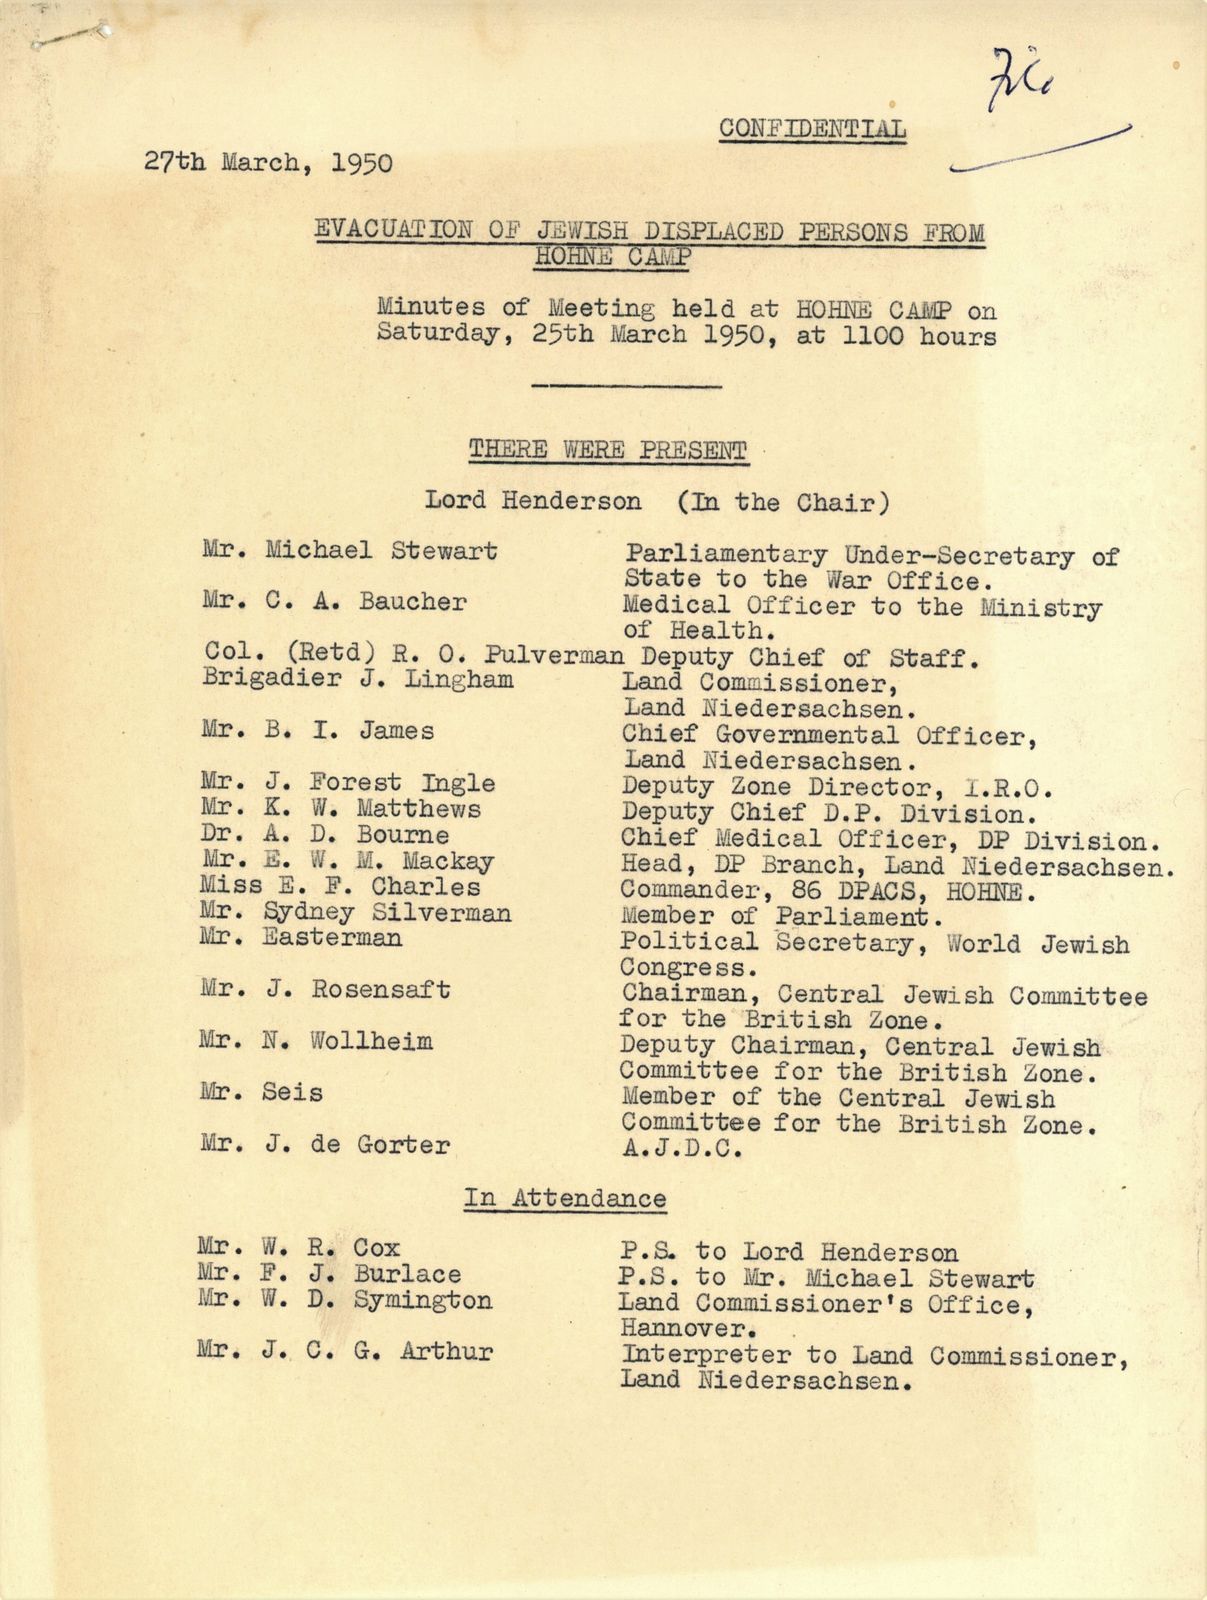 File
CONFIDENTIAL
27th March, 1950
EVACUATION OF JEWISH DISPLACED PERSONS FROM
HOHNE CAMP
Minutes of Meeting held at HOHNE CAMP on
Saturday, 25th March 1950, at 1100 hours
THERE WERE PRESENT
Lord Henderson (In the Chair)
Mr. Michael Stewart Parliamentary Under-Secretary of
State to the War Office.
Mr. C. A. Baucher Medical Officer to the Ministry
of Health.
Col. (Retd) R. O. Pulverman Deputy Chief of Staff.
Brigadier J. Lingham Land Commissioner,
Land Niedersachsen.
Mr. B. I. James Chief Governmental Officer,
Land Niedersachsen.
Mr. J. Forest Ingle Deputy Zone Director, I.R.O.
Mr. K. W. Matthews Deputy Chief D.P. Division.
Dr. A. D. Bourne Chief Medical Officer, DP Division.
Mr. E. W. M. Mackay Head, DP Branch, Land Niedersachsen.
Miss E. F. Charles Commander, 86 DPACS, HOHNE.
Mr. Sydney Silverman Member of Parliament.
Mr. Easterman Political Secretary, World Jewish
Congress.
Mr. J. Rosensaft Chairman, Central Jewish Committee
for the British Zone.
Mr. N. Wollheim Deputy Chairman, Central Jewish
Committee for the British Zone.
Mr. Seis Member of the Central Jewish
Committee for the British Zone.
Mr. J. de Gorter A.J.D.C.
In Attendance
Mr. W. R. Cox P.S. to Lord Henderson
Mr. F. J. Burlace P.S. to Mr. Michael Stewart
Mr. W. D. Symington Land Commissioner's Office,
Hannover.
Mr. J. C. G. Arthur Interpreter to Land Commissioner,
Land Niedersachsen.